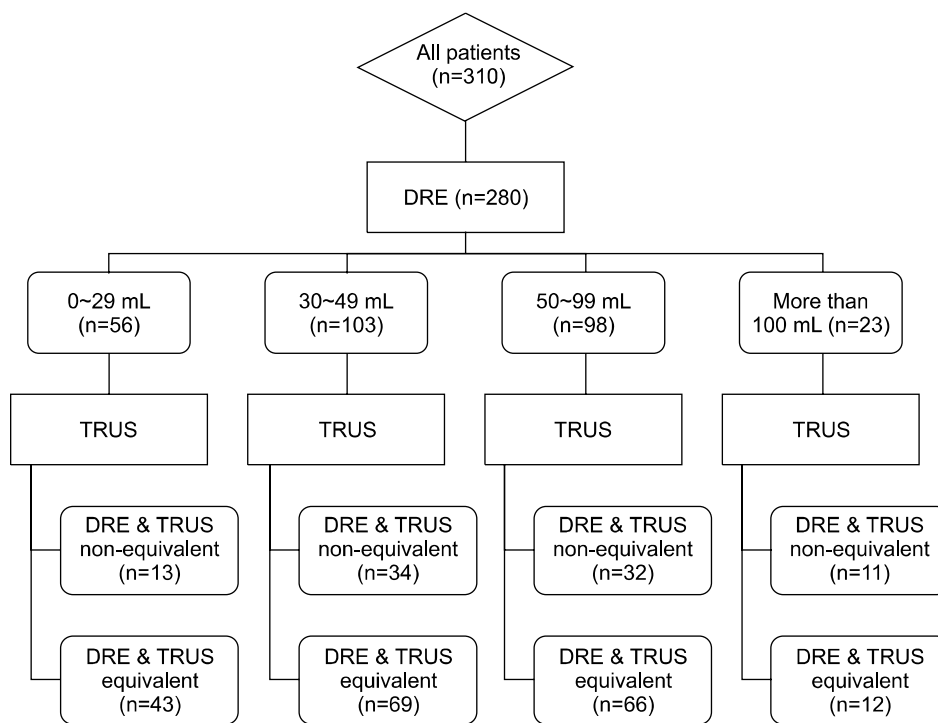 All patients
(n=310)
DRE (n=280)
0~29 mL
(n=56)
30~49 mL
(n=103)
50~99 mL
(n=98)
More than
100 mL (n=23)
TRUS
TRUS
TRUS
TRUS
DRE & TRUS
non-equivalent
(n=13)
DRE & TRUS
non-equivalent
(n=34)
DRE & TRUS
non-equivalent
(n=32)
DRE & TRUS
non-equivalent
(n=11)
DRE & TRUS
equivalent
(n=43)
DRE & TRUS
equivalent
(n=69)
DRE & TRUS
equivalent
(n=66)
DRE & TRUS
equivalent
(n=12)